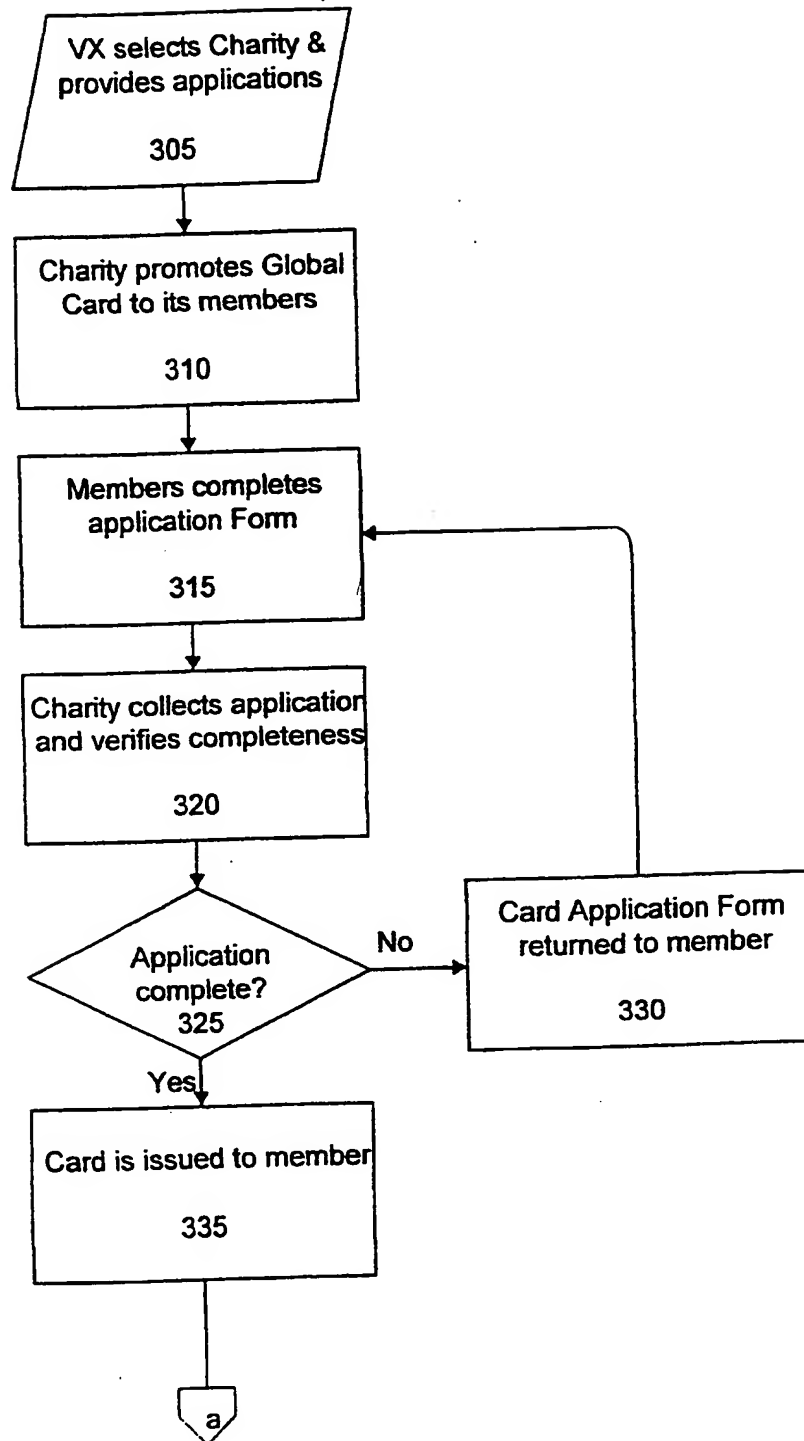 VX selects Charity &
provides applications
305
Charity promotes Global
Card to its members
310
Members completes
application Form
315
Charity collects application
and verifies completeness
320
Application
complete?
325
No
Card Application Form
returned to member
330
Yes
Card is issued to member
335
a